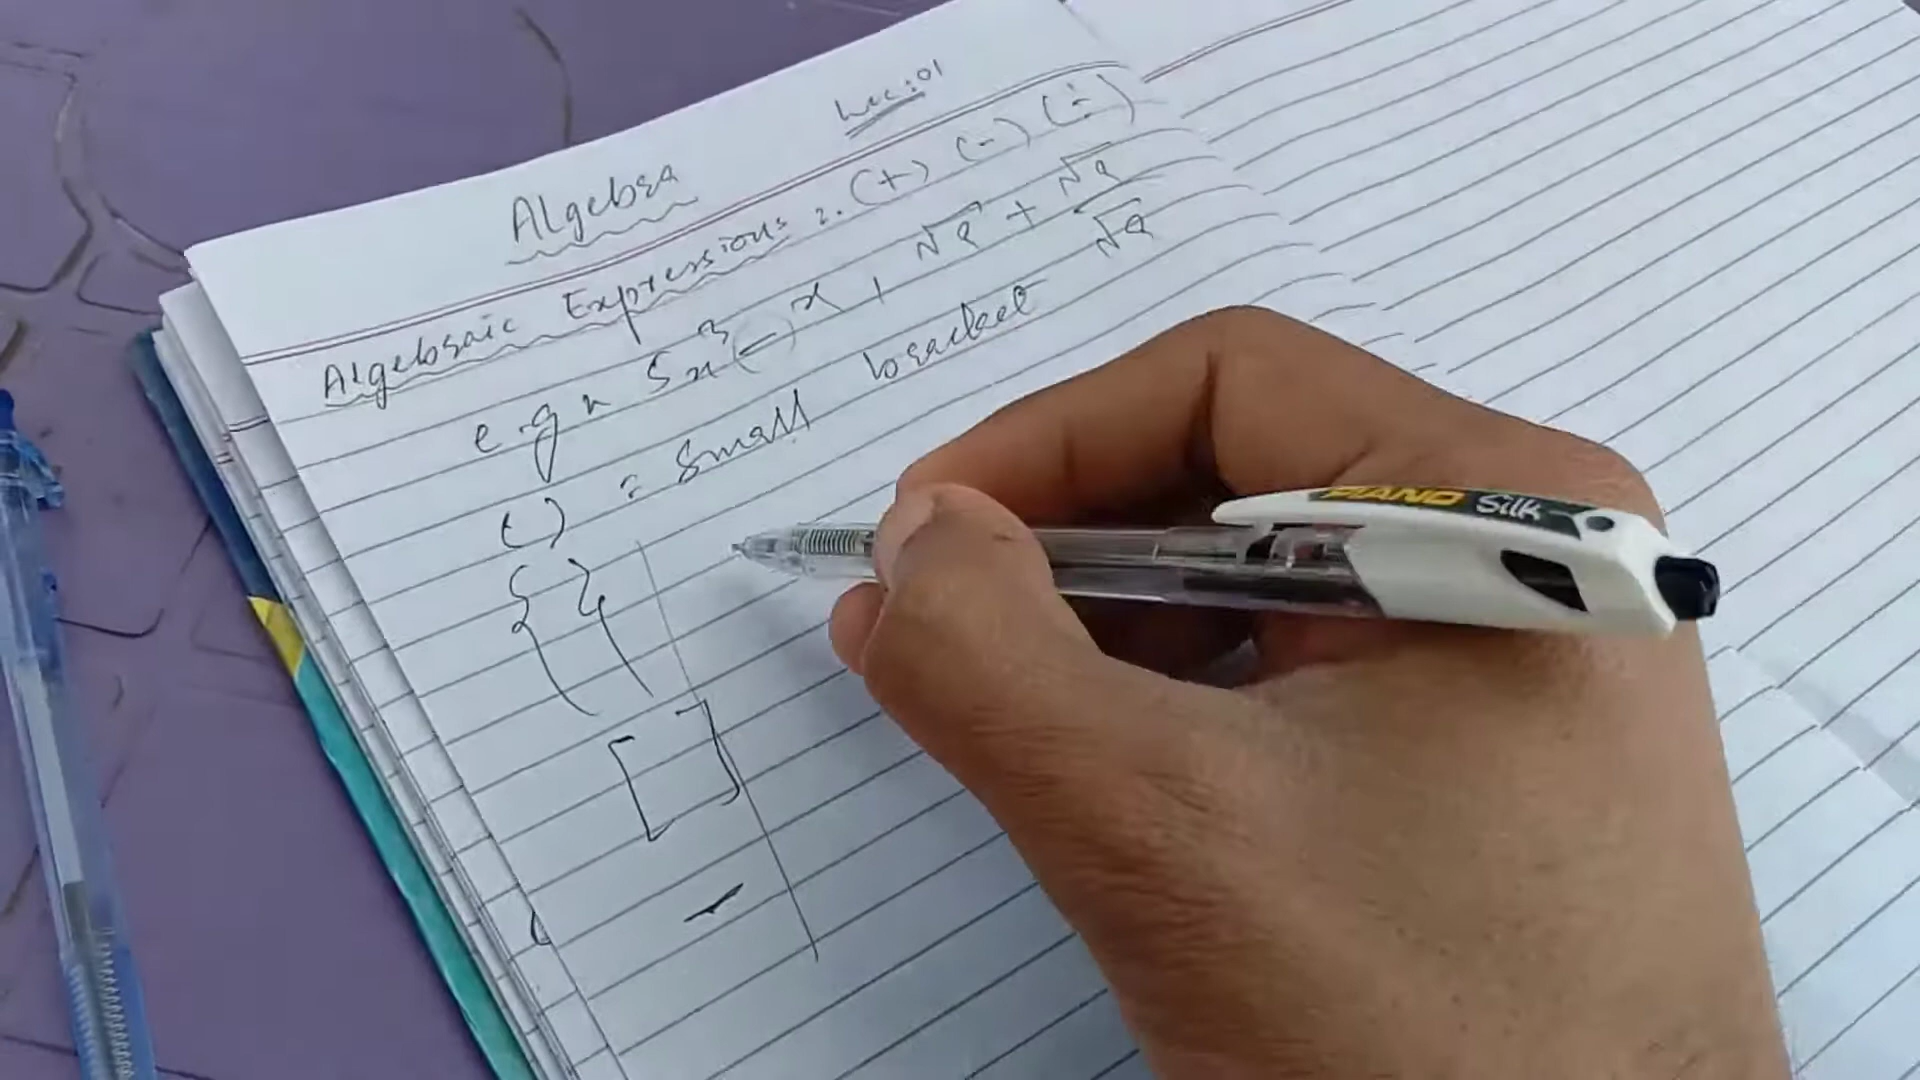 Lec:01
Algebra
Algebraic Expressions :. (+) (-) (÷)
e.g 5x³(-) x , √a + √a/√a
( ) = small bracket
{ }
[ ]
PIANO Silk